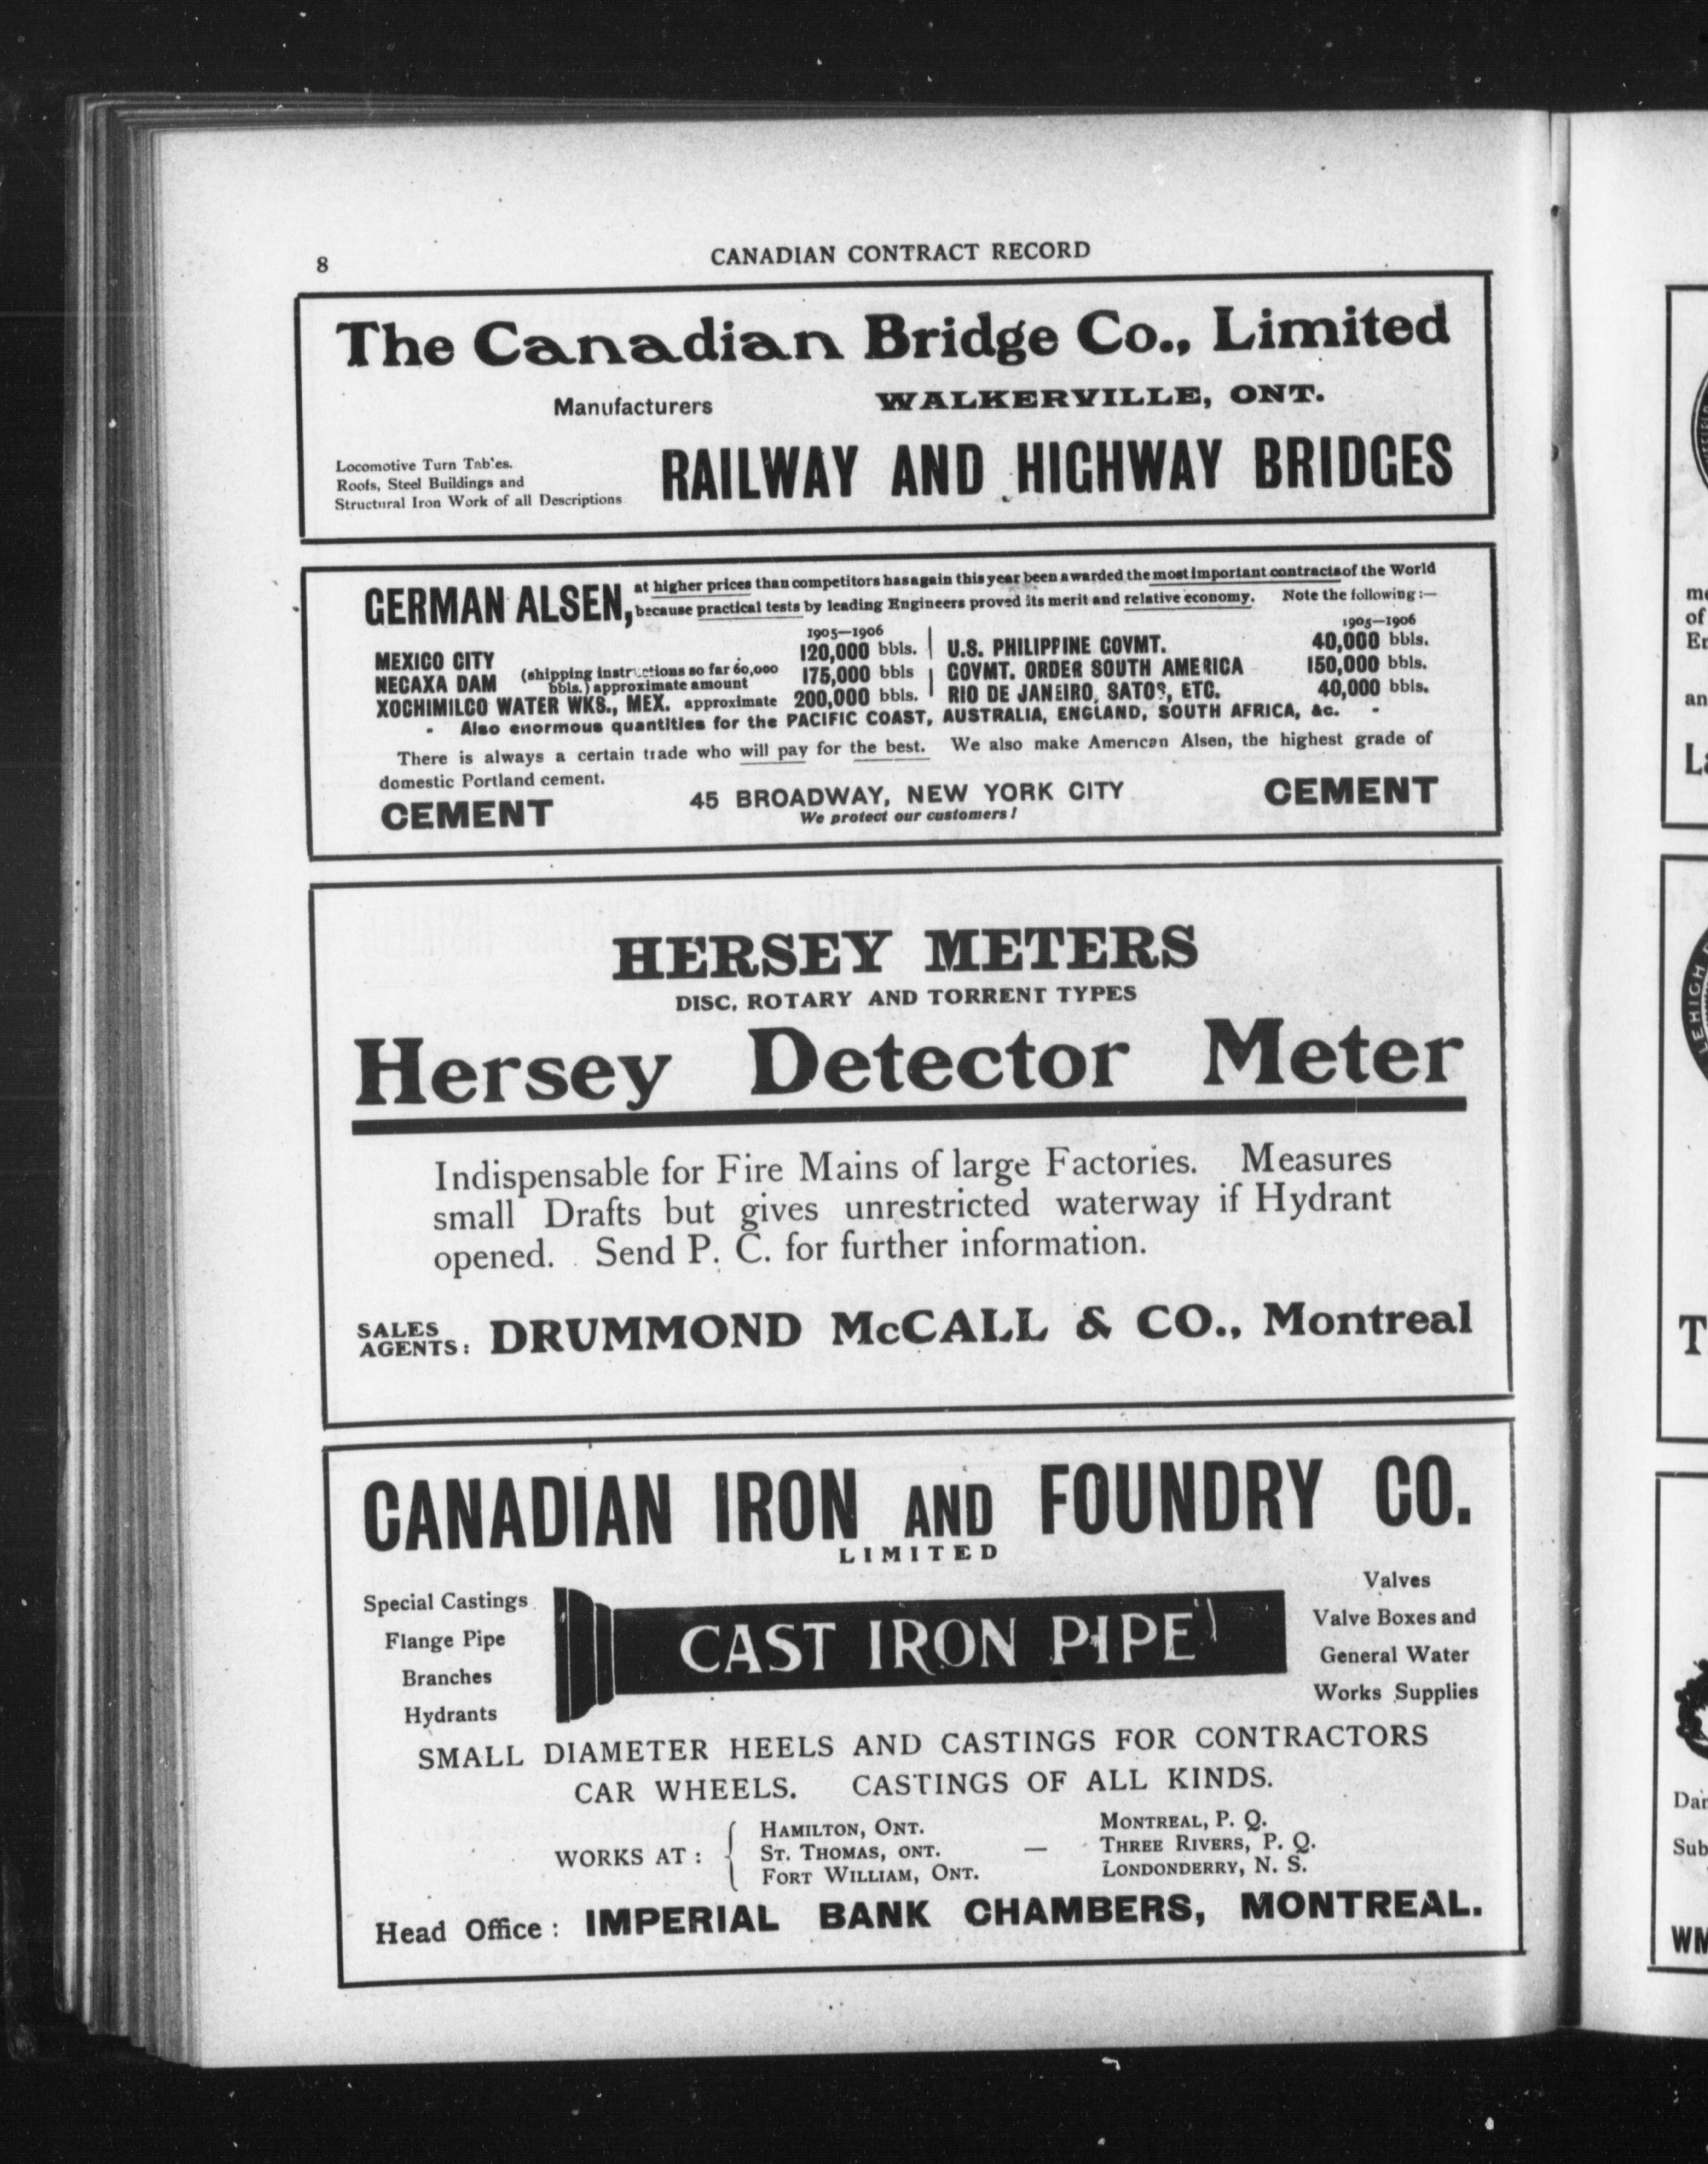 8
CANADIAN CONTRACT RECORD
The Canadian Bridge Co., Limited
Manufacturers WALKERVILLE, ONT.
Locomotive Turn Tables.
Roofs, Steel Buildings and
Structural Iron Work of all Descriptions
RAILWAY AND HIGHWAY BRIDGES
GERMAN ALSEN, at higher prices than competitors has again this year been awarded the most important contracts of the World
because practical tests by leading Engineers proved its merit and relative economy. Note the following:—
1905—1906
MEXICO CITY 120,000 bbls.
NECAXA DAM (shipping instructions so far 60,000 bbls.) approximate amount 175,000 bbls
XOCHIMILCO WATER WKS., MEX. approximate 200,000 bbls.
1905—1906
U.S. PHILIPPINE GOVMT. 40,000 bbls.
GOVMT. ORDER SOUTH AMERICA 150,000 bbls.
RIO DE JANEIRO, SATOS, ETC. 40,000 bbls.
Also enormous quantities for the PACIFIC COAST, AUSTRALIA, ENGLAND, SOUTH AFRICA, &c.
There is always a certain trade who will pay for the best. We also make American Alsen, the highest grade of
domestic Portland cement.
CEMENT 45 BROADWAY, NEW YORK CITY CEMENT
We protect our customers!
HERSEY METERS
DISC, ROTARY AND TORRENT TYPES
Hersey Detector Meter
Indispensable for Fire Mains of large Factories. Measures
small Drafts but gives unrestricted waterway if Hydrant
opened. Send P. C. for further information.
SALES
AGENTS: DRUMMOND McCALL & CO., Montreal
CANADIAN IRON AND FOUNDRY CO.
LIMITED
Special Castings
Flange Pipe
Branches
Hydrants
CAST IRON PIPE
Valves
Valve Boxes and
General Water
Works Supplies
SMALL DIAMETER HEELS AND CASTINGS FOR CONTRACTORS
CAR WHEELS. CASTINGS OF ALL KINDS.
WORKS AT:
HAMILTON, ONT.
ST. THOMAS, ONT.
FORT WILLIAM, ONT.
—
MONTREAL, P. Q.
THREE RIVERS, P. Q.
LONDONDERRY, N. S.
Head Office: IMPERIAL BANK CHAMBERS, MONTREAL.
LEHIGH